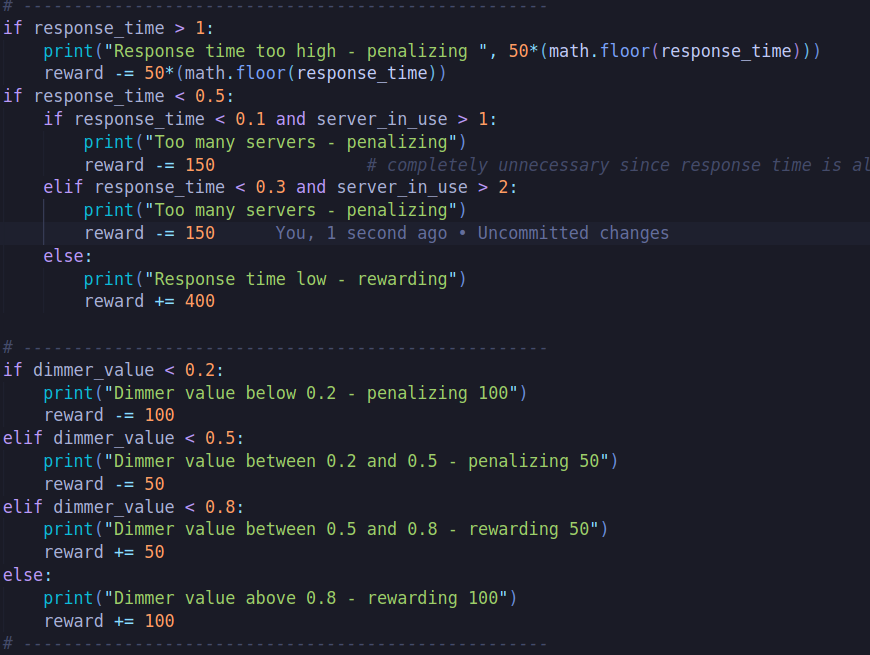 # ----------------------------------------------------
if response_time > 1:
    print("Response time too high - penalizing ", 50*(math.floor(response_time)))
    reward -= 50*(math.floor(response_time))
if response_time < 0.5:
    if response_time < 0.1 and server_in_use > 1:
        print("Too many servers - penalizing")
        reward -= 150               # completely unnecessary since response time is al
    elif response_time < 0.3 and server_in_use > 2:
        print("Too many servers - penalizing")
        reward -= 150      You, 1 second ago • Uncommitted changes
    else:
        print("Response time low - rewarding")
        reward += 400
# ----------------------------------------------------
if dimmer_value < 0.2:
    print("Dimmer value below 0.2 - penalizing 100")
    reward -= 100
elif dimmer_value < 0.5:
    print("Dimmer value between 0.2 and 0.5 - penalizing 50")
    reward -= 50
elif dimmer_value < 0.8:
    print("Dimmer value between 0.5 and 0.8 - rewarding 50")
    reward += 50
else:
    print("Dimmer value above 0.8 - rewarding 100")
    reward += 100
# ----------------------------------------------------